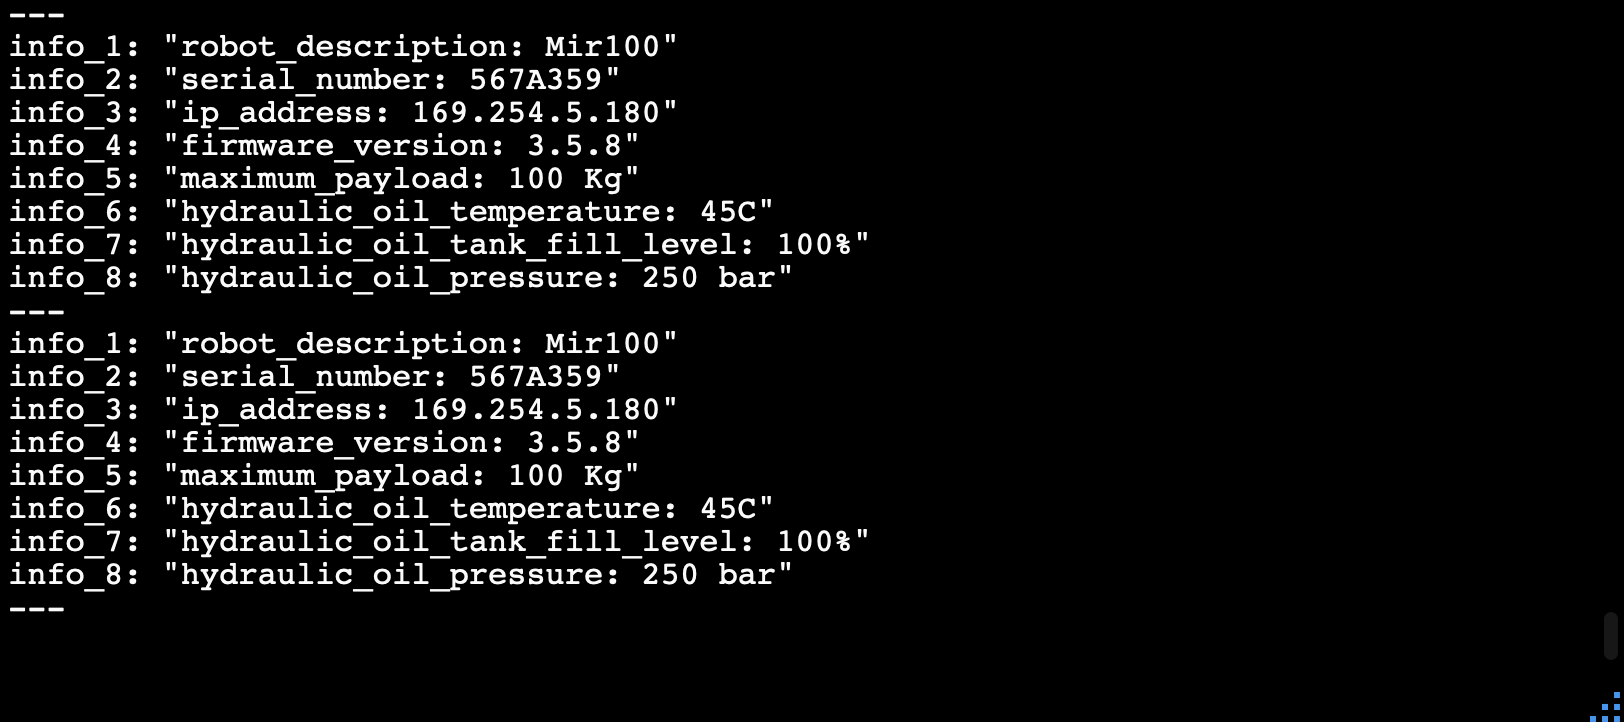 ---
info_1: "robot_description: Mir100"
info_2: "serial_number: 567A359"
info_3: "ip_address: 169.254.5.180"
info_4: "firmware_version: 3.5.8"
info_5: "maximum_payload: 100 Kg"
info_6: "hydraulic_oil_temperature: 45C"
info_7: "hydraulic_oil_tank_fill_level: 100%"
info_8: "hydraulic_oil_pressure: 250 bar"
---
info_1: "robot_description: Mir100"
info_2: "serial_number: 567A359"
info_3: "ip_address: 169.254.5.180"
info_4: "firmware_version: 3.5.8"
info_5: "maximum_payload: 100 Kg"
info_6: "hydraulic_oil_temperature: 45C"
info_7: "hydraulic_oil_tank_fill_level: 100%"
info_8: "hydraulic_oil_pressure: 250 bar"
---